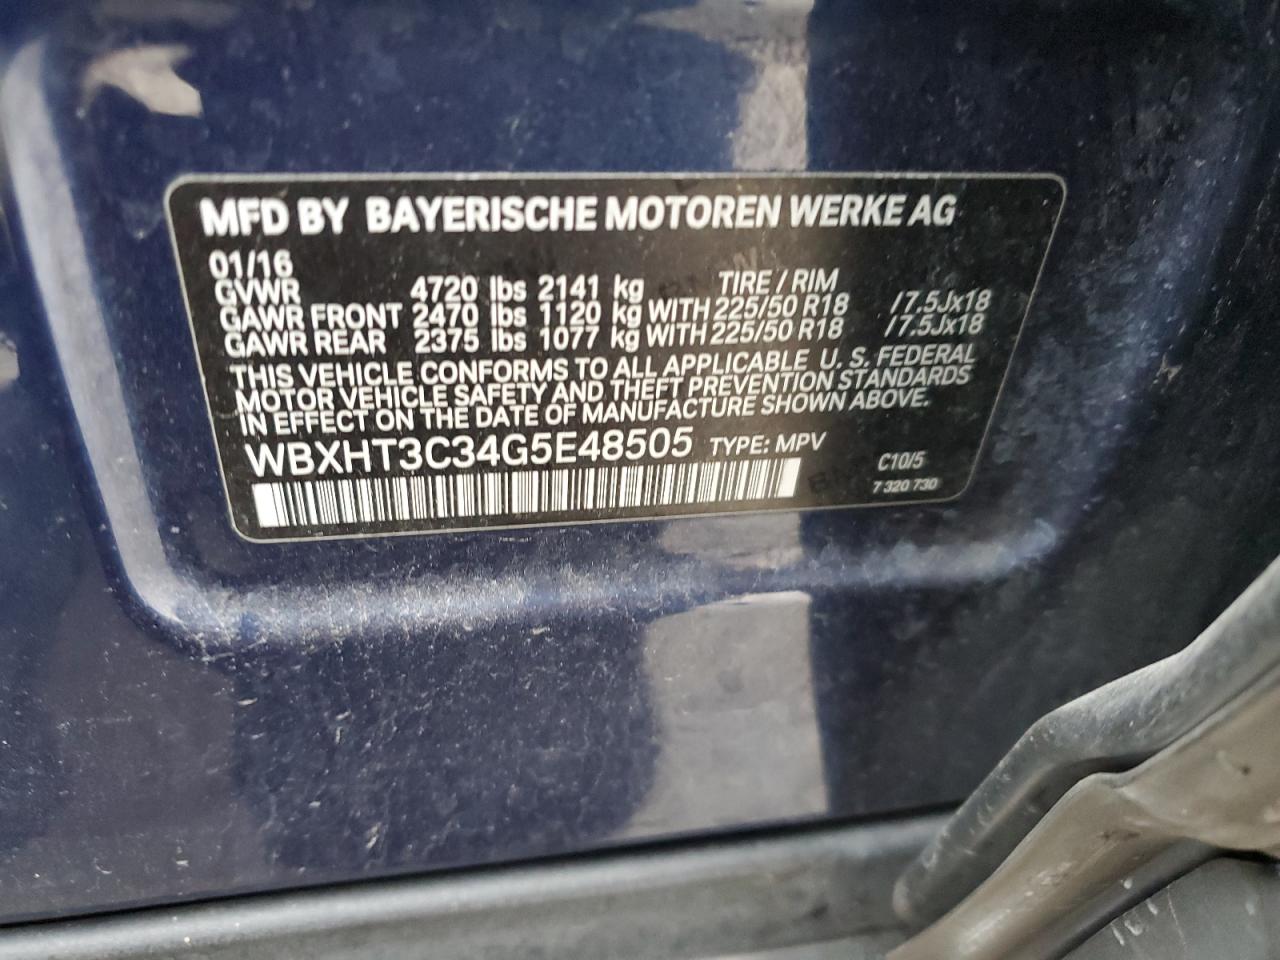 MFD BY BAYERISCHE MOTOREN WERKE AG
01/16
GVWR 4720 lbs 2141 kg TIRE / RIM
GAWR FRONT 2470 lbs 1120 kg WITH 225/50 R18 /7.5Jx18
GAWR REAR 2375 lbs 1077 kg WITH 225/50 R18 /7.5Jx18
THIS VEHICLE CONFORMS TO ALL APPLICABLE U. S. FEDERAL
MOTOR VEHICLE SAFETY AND THEFT PREVENTION STANDARDS
IN EFFECT ON THE DATE OF MANUFACTURE SHOWN ABOVE.
WBXHT3C34G5E48505 TYPE: MPV
C10/5
7 320 730